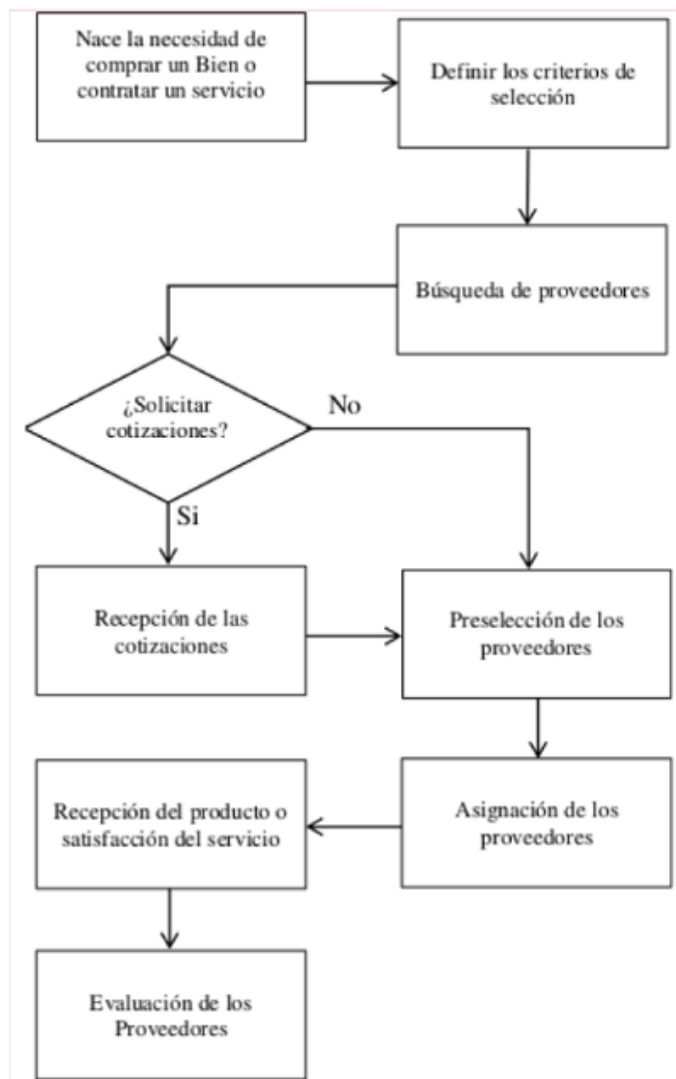 Nace la necesidad de
comprar un Bien o
contratar un servicio
Definir los criterios de
selección
Búsqueda de proveedores
¿Solicitar
cotizaciones?
No
Si
Recepción de las
cotizaciones
Preselección de los
proveedores
Asignación de los
proveedores
Recepción del producto o
satisfacción del servicio
Evaluación de los
Proveedores